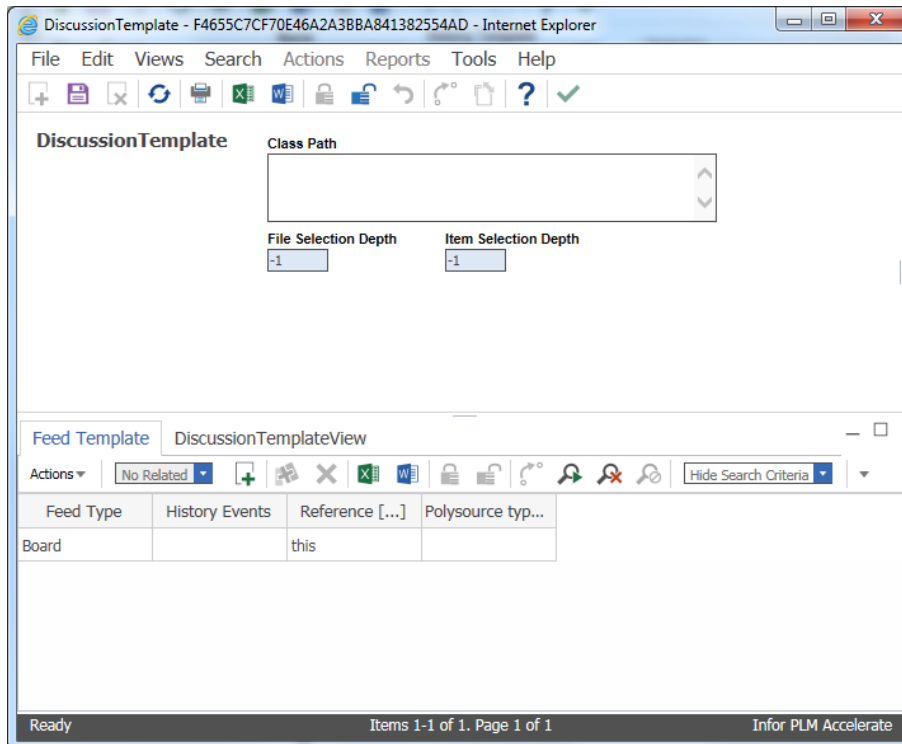 DiscussionTemplate - F4655C7CF70E46A2A3BBA841382554AD - Internet Explorer
File Edit Views Search Actions Reports Tools Help
DiscussionTemplate
Class Path
File Selection Depth Item Selection Depth
-1 -1
Feed Template DiscussionTemplateView
Actions No Related Hide Search Criteria
Feed Type History Events Reference [...] Polysource typ...
Board this
Ready Items 1-1 of 1. Page 1 of 1 Infor PLM Accelerate